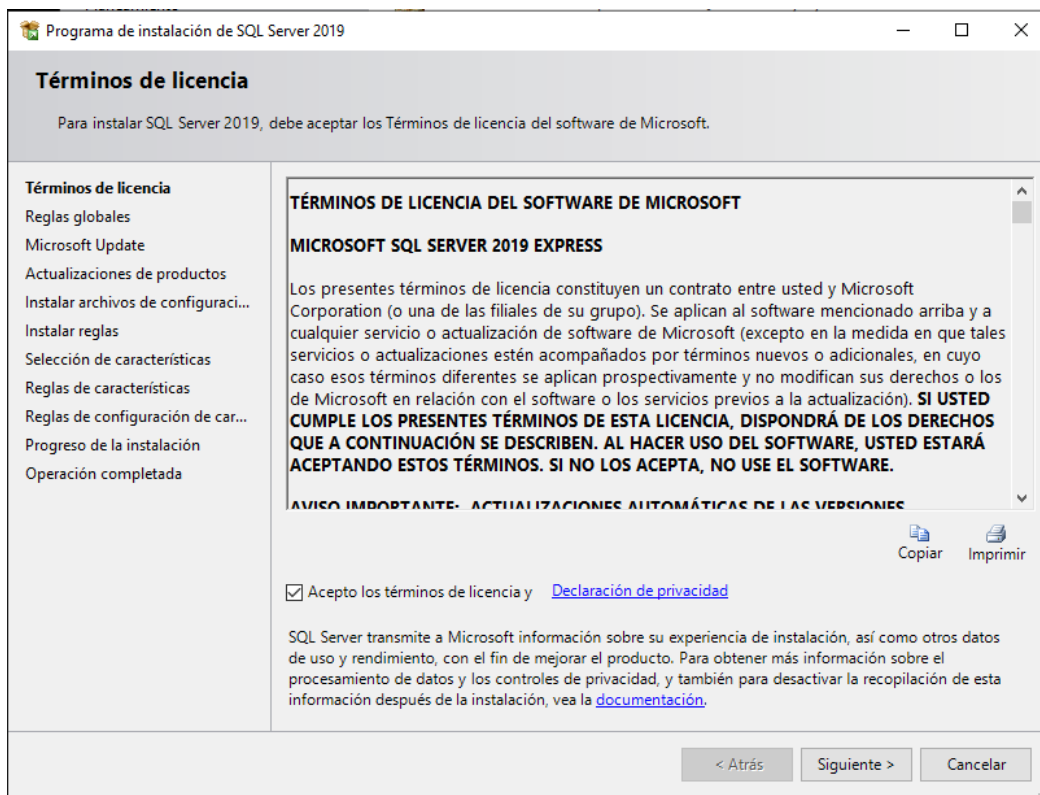 Programa de instalación de SQL Server 2019
Términos de licencia
Para instalar SQL Server 2019, debe aceptar los Términos de licencia del software de Microsoft.
Términos de licencia
Reglas globales
Microsoft Update
Actualizaciones de productos
Instalar archivos de configuraci...
Instalar reglas
Selección de características
Reglas de características
Reglas de configuración de car...
Progreso de la instalación
Operación completada
TÉRMINOS DE LICENCIA DEL SOFTWARE DE MICROSOFT
MICROSOFT SQL SERVER 2019 EXPRESS
Los presentes términos de licencia constituyen un contrato entre usted y Microsoft
Corporation (o una de las filiales de su grupo). Se aplican al software mencionado arriba y a
cualquier servicio o actualización de software de Microsoft (excepto en la medida en que tales
servicios o actualizaciones estén acompañados por términos nuevos o adicionales, en cuyo
caso esos términos diferentes se aplican prospectivamente y no modifican sus derechos o los
de Microsoft en relación con el software o los servicios previos a la actualización). SI USTED
CUMPLE LOS PRESENTES TÉRMINOS DE ESTA LICENCIA, DISPONDRÁ DE LOS DERECHOS
QUE A CONTINUACIÓN SE DESCRIBEN. AL HACER USO DEL SOFTWARE, USTED ESTARÁ
ACEPTANDO ESTOS TÉRMINOS. SI NO LOS ACEPTA, NO USE EL SOFTWARE.
AVISO IMPORTANTE: ACTUALIZACIONES AUTOMÁTICAS DE LAS VERSIONES
Copiar
Imprimir
Acepto los términos de licencia y Declaración de privacidad
SQL Server transmite a Microsoft información sobre su experiencia de instalación, así como otros datos
de uso y rendimiento, con el fin de mejorar el producto. Para obtener más información sobre el
procesamiento de datos y los controles de privacidad, y también para desactivar la recopilación de esta
información después de la instalación, vea la documentación.
< Atrás
Siguiente >
Cancelar